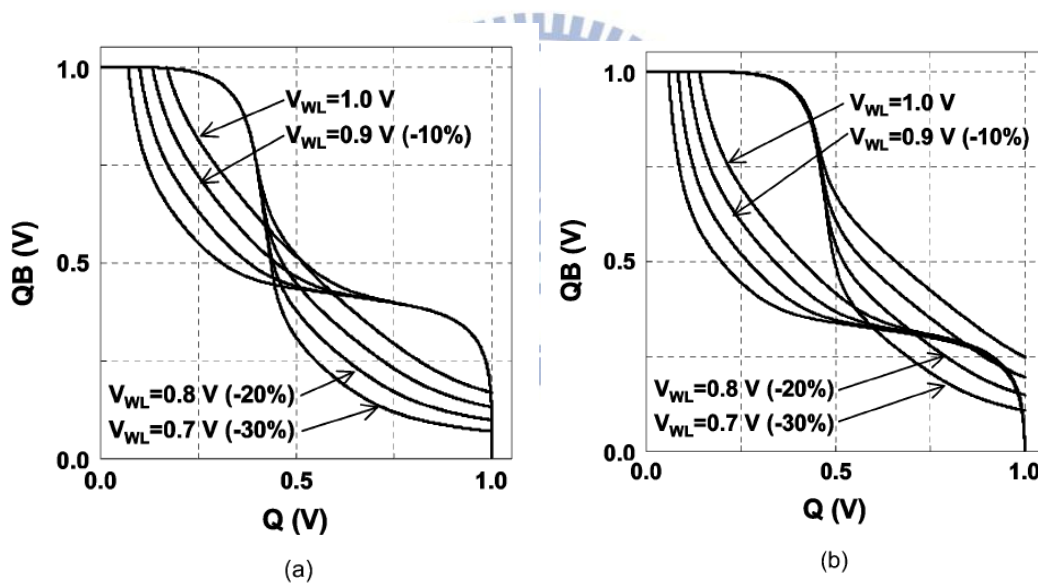 1.0
V_WL=1.0 V
V_WL=0.9 V (-10%)
QB (V)
0.5
V_WL=0.8 V (-20%)
V_WL=0.7 V (-30%)
0.0
0.0
0.5
1.0
Q (V)
(a)
1.0
V_WL=1.0 V
V_WL=0.9 V (-10%)
QB (V)
0.5
V_WL=0.8 V (-20%)
V_WL=0.7 V (-30%)
0.0
0.0
0.5
1.0
Q (V)
(b)